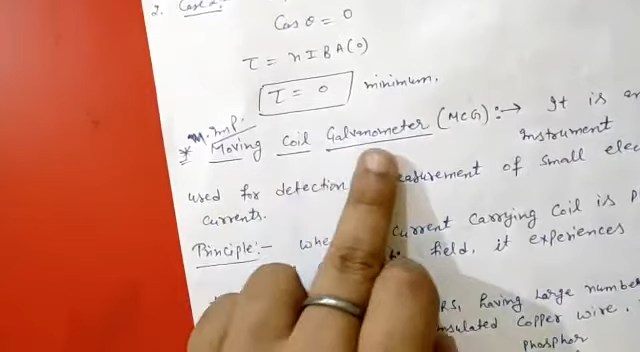 2. Case 2:
Cos θ = 0
τ = n I B A (0)
τ = 0 minimum.
M. Imp.
* Moving Coil Galvanometer (MCG):→ It is an
instrument
used for detection measurement of small elec
currents.
Principle:- whe current carrying coil is p
field, it experiences
having large number
insulated copper wire,
phosphor